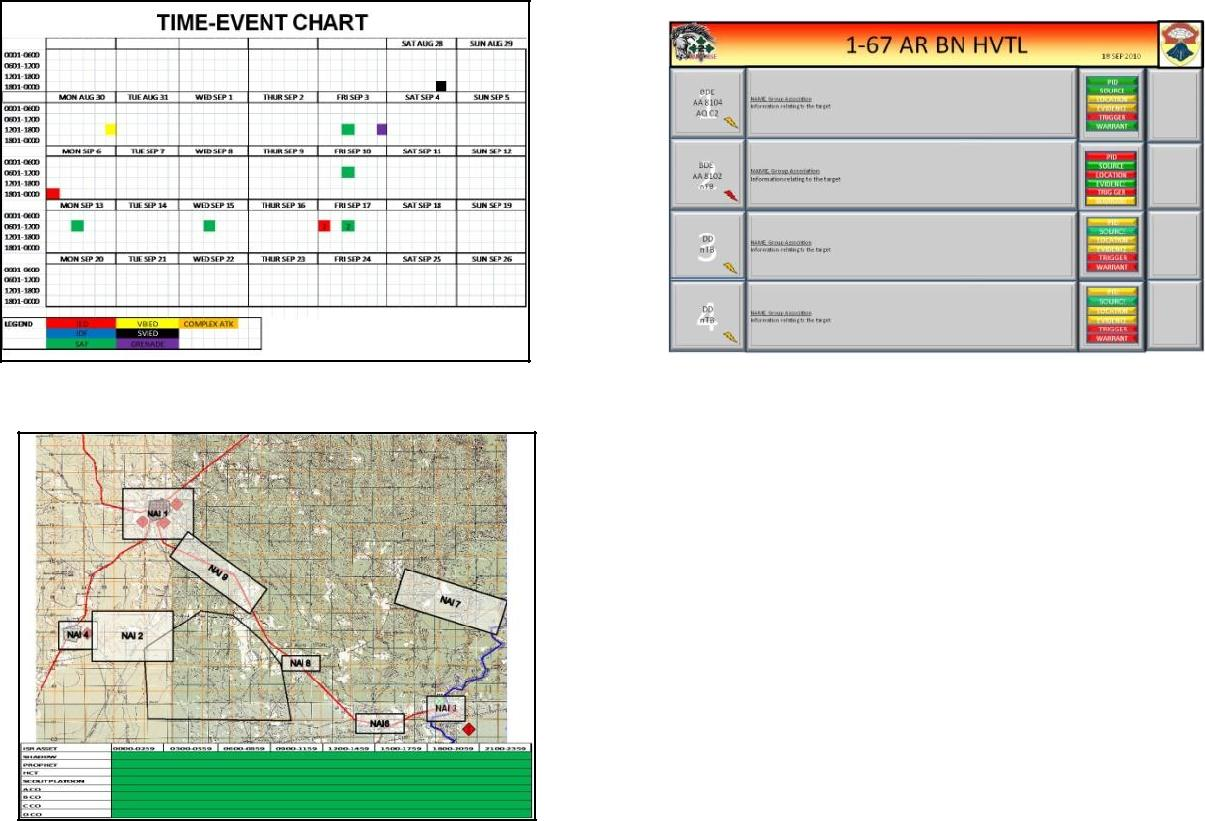 TIME-EVENT CHART
SAT AUG 28 SUN AUG 29
0001-0600
0601-1200
1201-1800
1801-0000
MON AUG 30 TUE AUG 31 WED SEP 1 THUR SEP 2 FRI SEP 3 SAT SEP 4 SUN SEP 5
0001-0600
0601-1200
1201-1800
1801-0000
MON SEP 6 TUE SEP 7 WED SEP 8 THUR SEP 9 FRI SEP 10 SAT SEP 11 SUN SEP 12
0001-0600
0601-1200
1201-1800
1801-0000
MON SEP 13 TUE SEP 14 WED SEP 15 THUR SEP 16 FRI SEP 17 SAT SEP 18 SUN SEP 19
0001-0600
0601-1200 1 2
1201-1800
1801-0000
MON SEP 20 TUE SEP 21 WED SEP 22 THUR SEP 23 FRI SEP 24 SAT SEP 25 SUN SEP 26
0001-0600
0601-1200
1201-1800
1801-0000
LEGEND IED VBIED COMPLEX ATK
IDF SVIED
SAF GRENADE
1-67 AR BN HVTL
18 SEP 2010
BDE
AA 8104
AQ C2
NAME, Group Association
Information relating to the target
PID
SOURCE
LOCATION
EVIDENCE
TRIGGER
WARRANT
2
BDE
AA 8102
nTB
NAME, Group Association
Information relating to the target
PID
SOURCE
LOCATION
EVIDENCE
TRIGGER
3
DD
nTB
NAME, Group Association
Information relating to the target
PID
SOURCE
LOCATION
EVIDENCE
TRIGGER
WARRANT
4
DD
nTB
NAME, Group Association
Information relating to the target
PID
SOURCE
LOCATION
EVIDENCE
TRIGGER
WARRANT
NAI 1
NAI 9
NAI 7
NAI 4
NAI 2
NAI 8
NAI 3
NAI6
ISR ASSET 0000-0259 0300-0559 0600-0859 0900-1159 1200-1459 1500-1759 1800-2059 2100-2359
SHADOW
PROPHET
HCT
SCOUT PLATOON
A CO
B CO
C CO
D CO